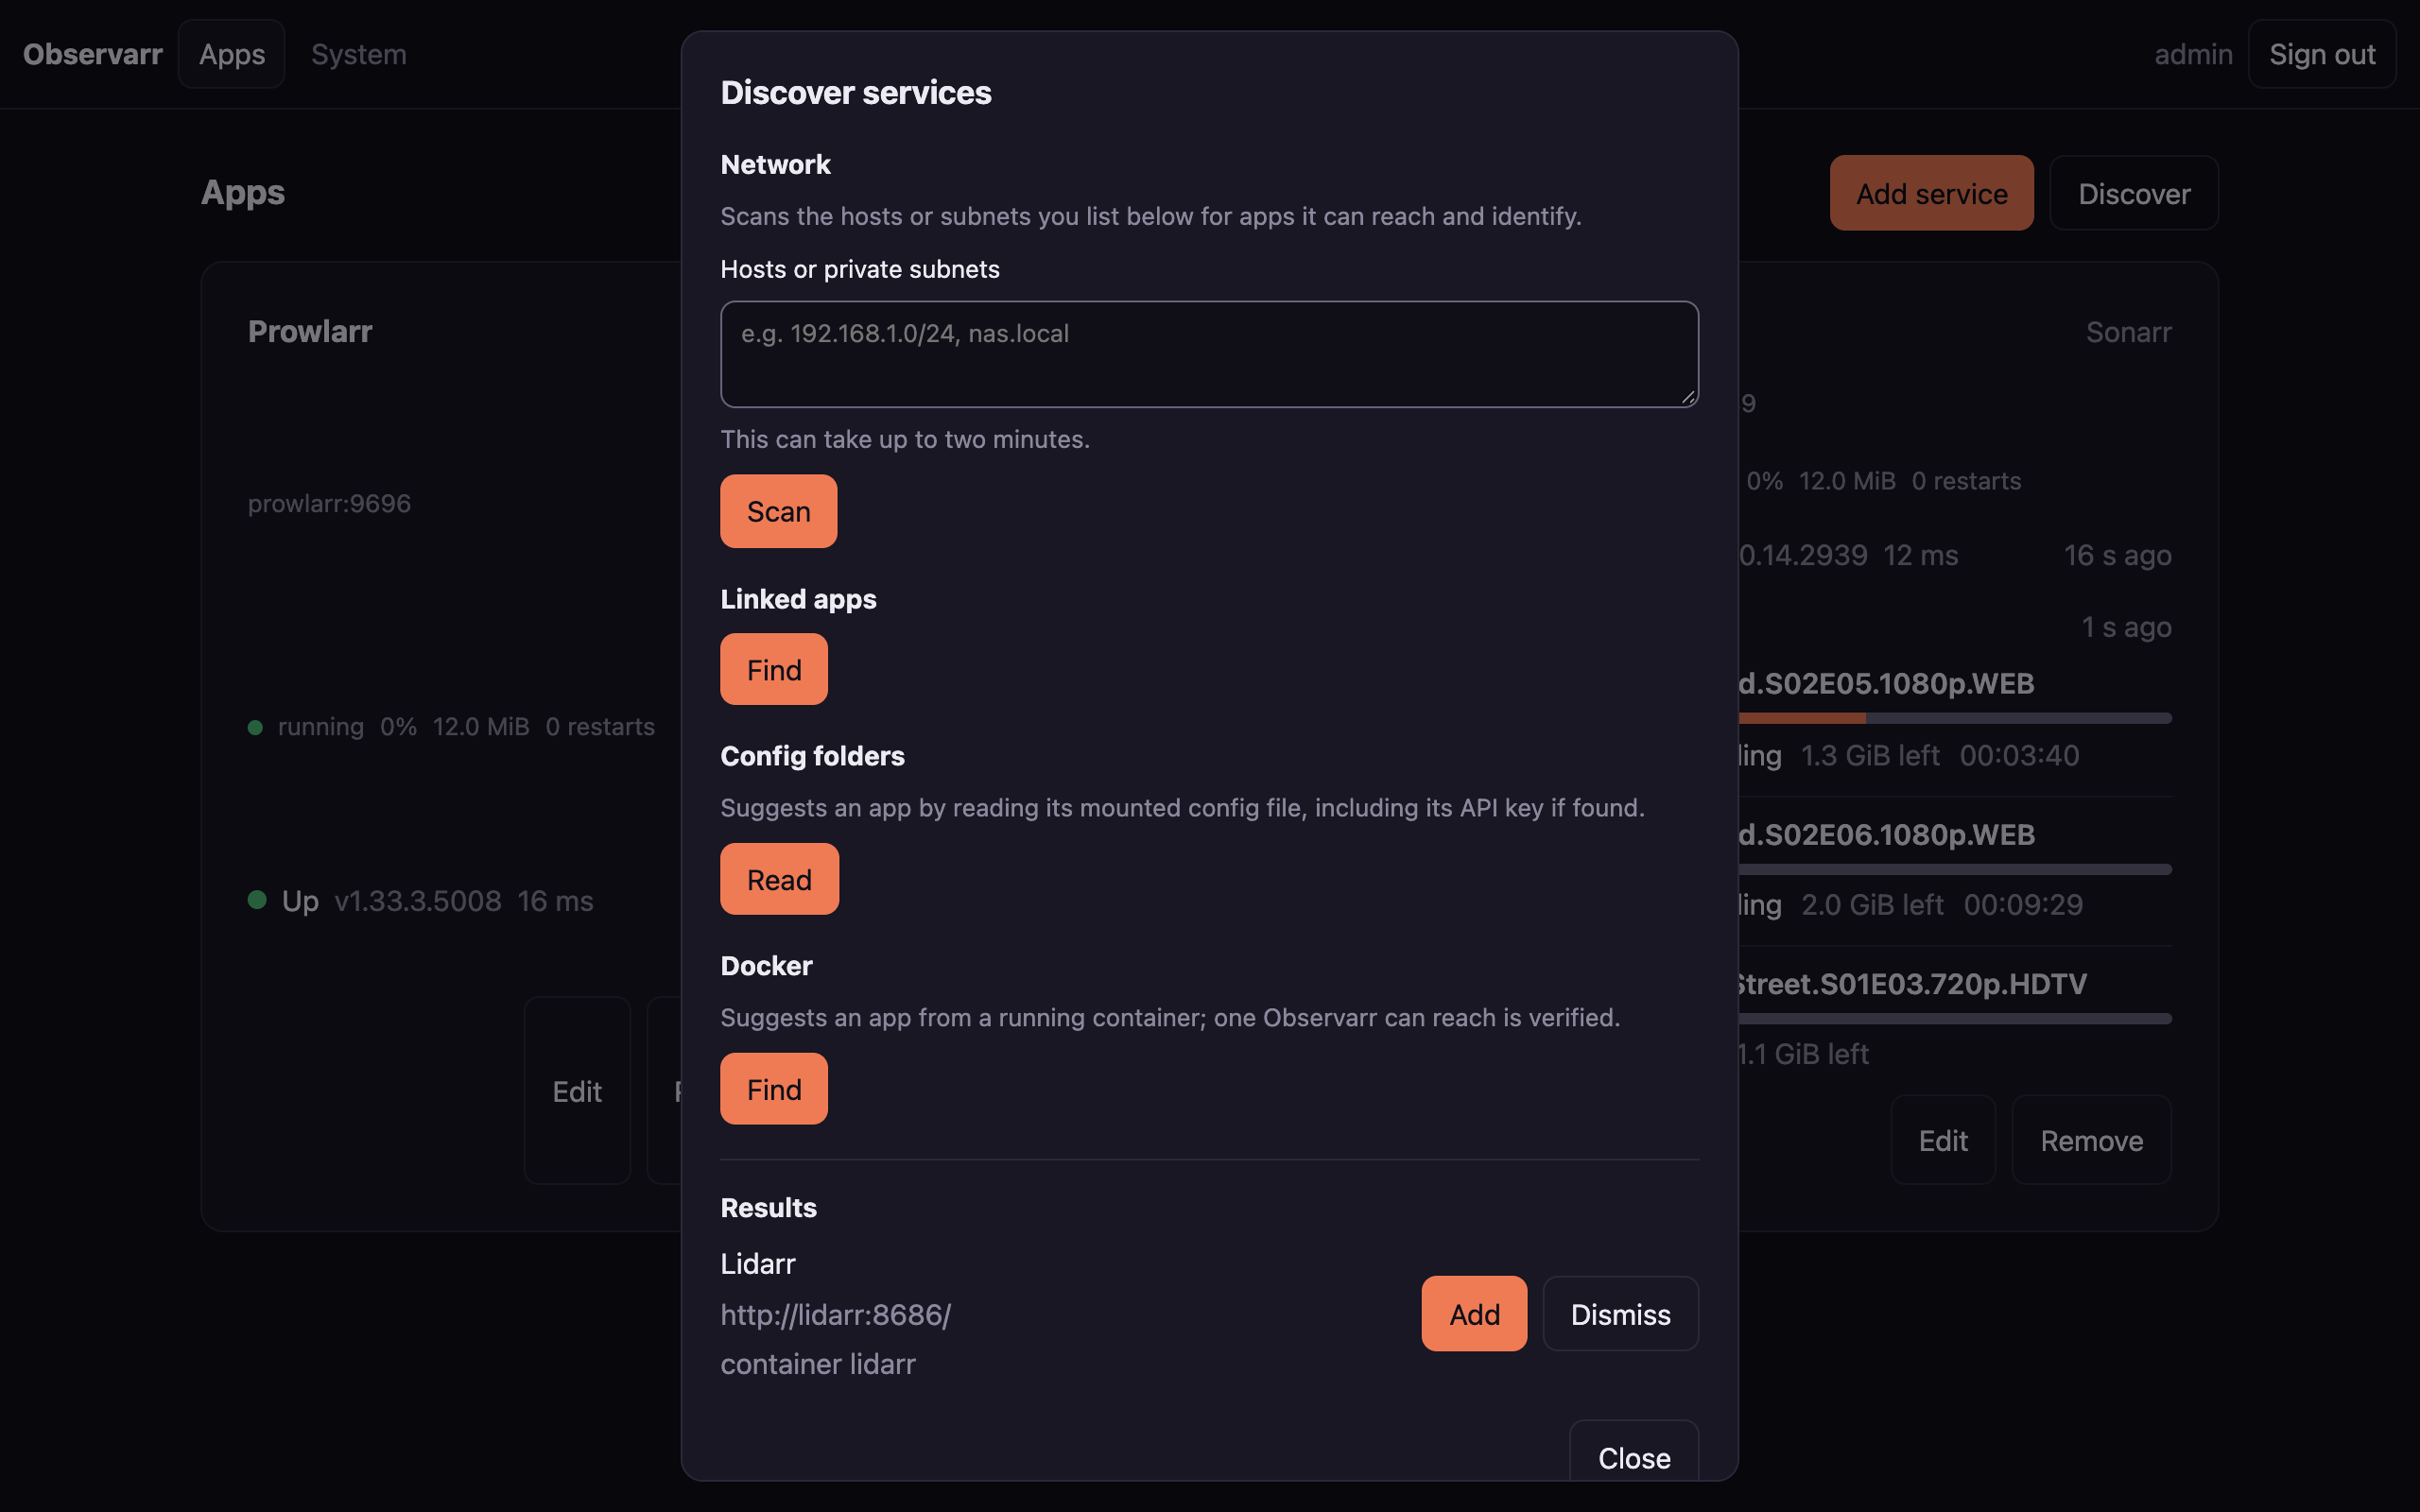 Observarr Apps System admin Sign out
Apps Add service Discover
Prowlarr
prowlarr:9696
running 0% 12.0 MiB 0 restarts
Up v1.33.3.5008 16 ms
Edit
Discover services
Network
Scans the hosts or subnets you list below for apps it can reach and identify.
Hosts or private subnets
e.g. 192.168.1.0/24, nas.local
This can take up to two minutes.
Scan
Linked apps
Find
Config folders
Suggests an app by reading its mounted config file, including its API key if found.
Read
Docker
Suggests an app from a running container; one Observarr can reach is verified.
Find
Results
Lidarr
http://lidarr:8686/
container lidarr
Add Dismiss
Close
Sonarr
9
0% 12.0 MiB 0 restarts
0.14.2939 12 ms 16 s ago
1 s ago
d.S02E05.1080p.WEB
ling 1.3 GiB left 00:03:40
d.S02E06.1080p.WEB
ling 2.0 GiB left 00:09:29
Street.S01E03.720p.HDTV
1.1 GiB left
Edit Remove